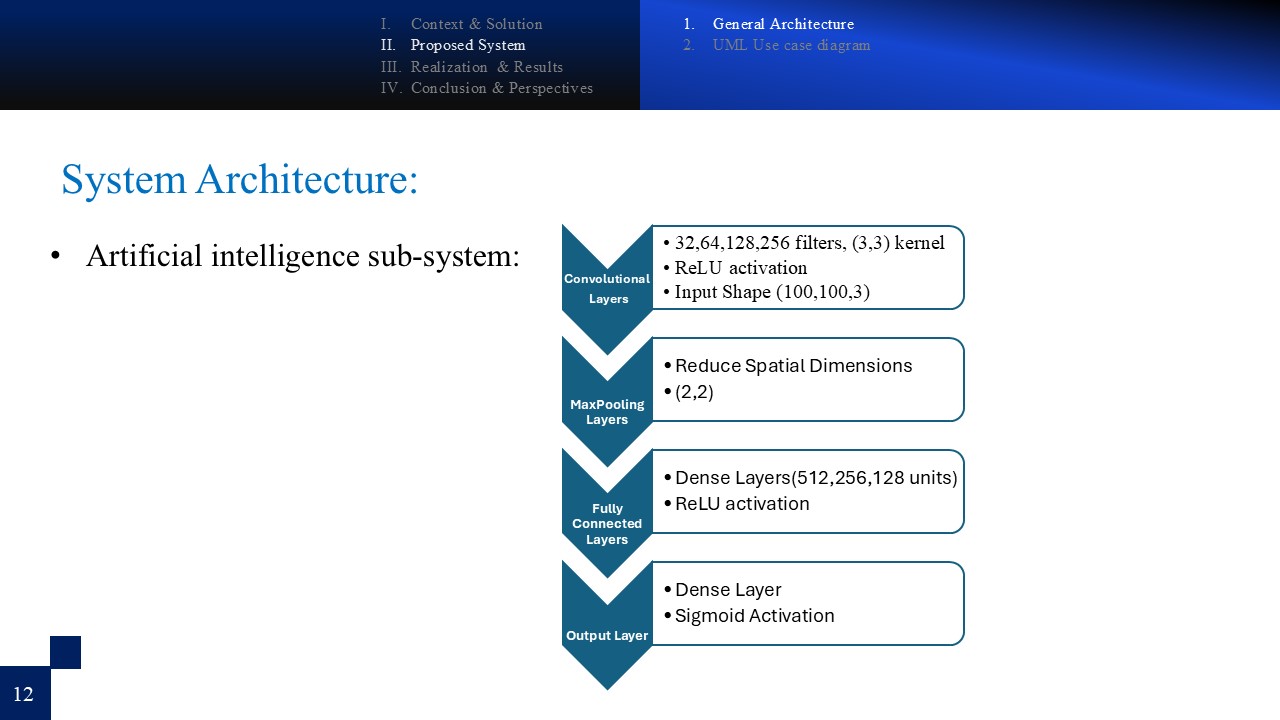 I. Context & Solution
II. Proposed System
III. Realization & Results
IV. Conclusion & Perspectives
1. General Architecture
2. UML Use case diagram
System Architecture:
• Artificial intelligence sub-system:
Convolutional
Layers
• 32,64,128,256 filters, (3,3) kernel
• ReLU activation
• Input Shape (100,100,3)
MaxPooling
Layers
• Reduce Spatial Dimensions
• (2,2)
Fully
Connected
Layers
• Dense Layers(512,256,128 units)
• ReLU activation
Output Layer
• Dense Layer
• Sigmoid Activation
12